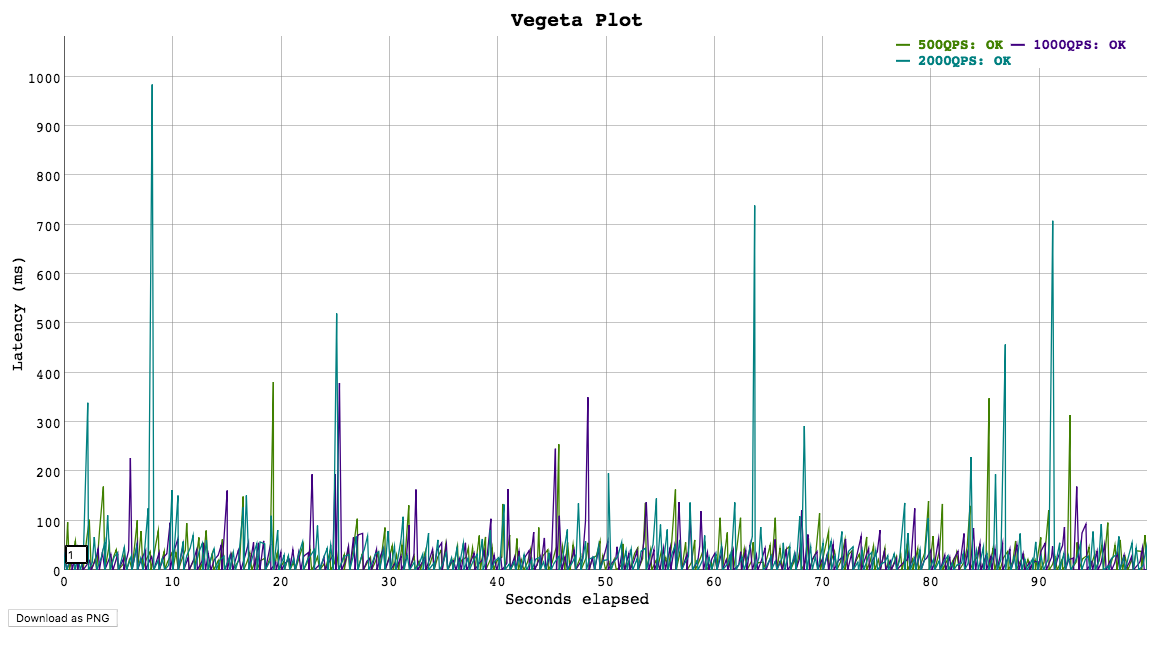 Vegeta Plot
500QPS: OK 1000QPS: OK
2000QPS: OK
1000
900
800
700
600
500
400
300
200
100
0
Latency (ms)
1
0 10 20 30 40 50 60 70 80 90
Seconds elapsed
Download as PNG